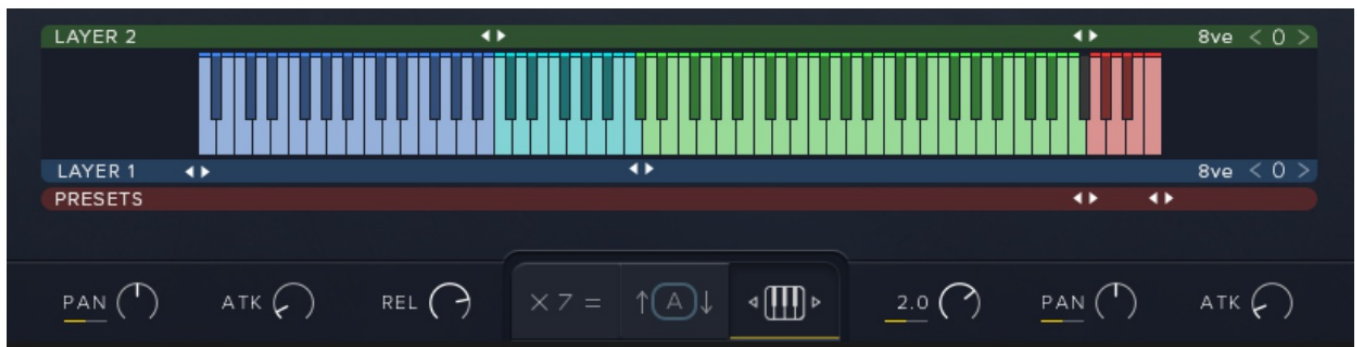 LAYER 2 8ve < 0 >
LAYER 1 8ve < 0 >
PRESETS
PAN ATK REL × 7 = ↑ A ↓ 2.0 PAN ATK